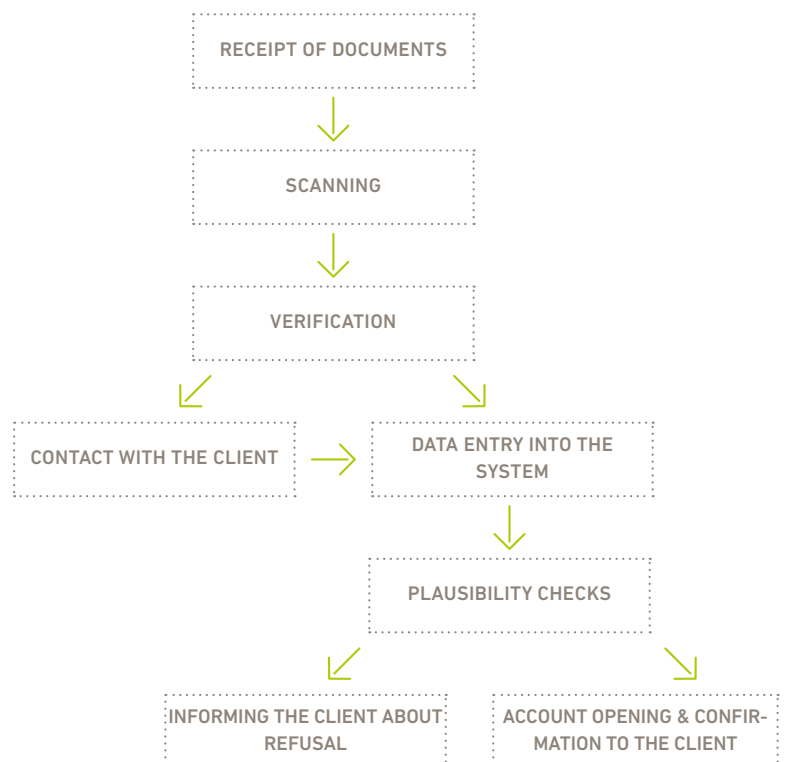 RECEIPT OF DOCUMENTS
SCANNING
VERIFICATION
CONTACT WITH THE CLIENT
DATA ENTRY INTO THE
SYSTEM
PLAUSIBILITY CHECKS
INFORMING THE CLIENT ABOUT
REFUSAL
ACCOUNT OPENING & CONFIR-
MATION TO THE CLIENT